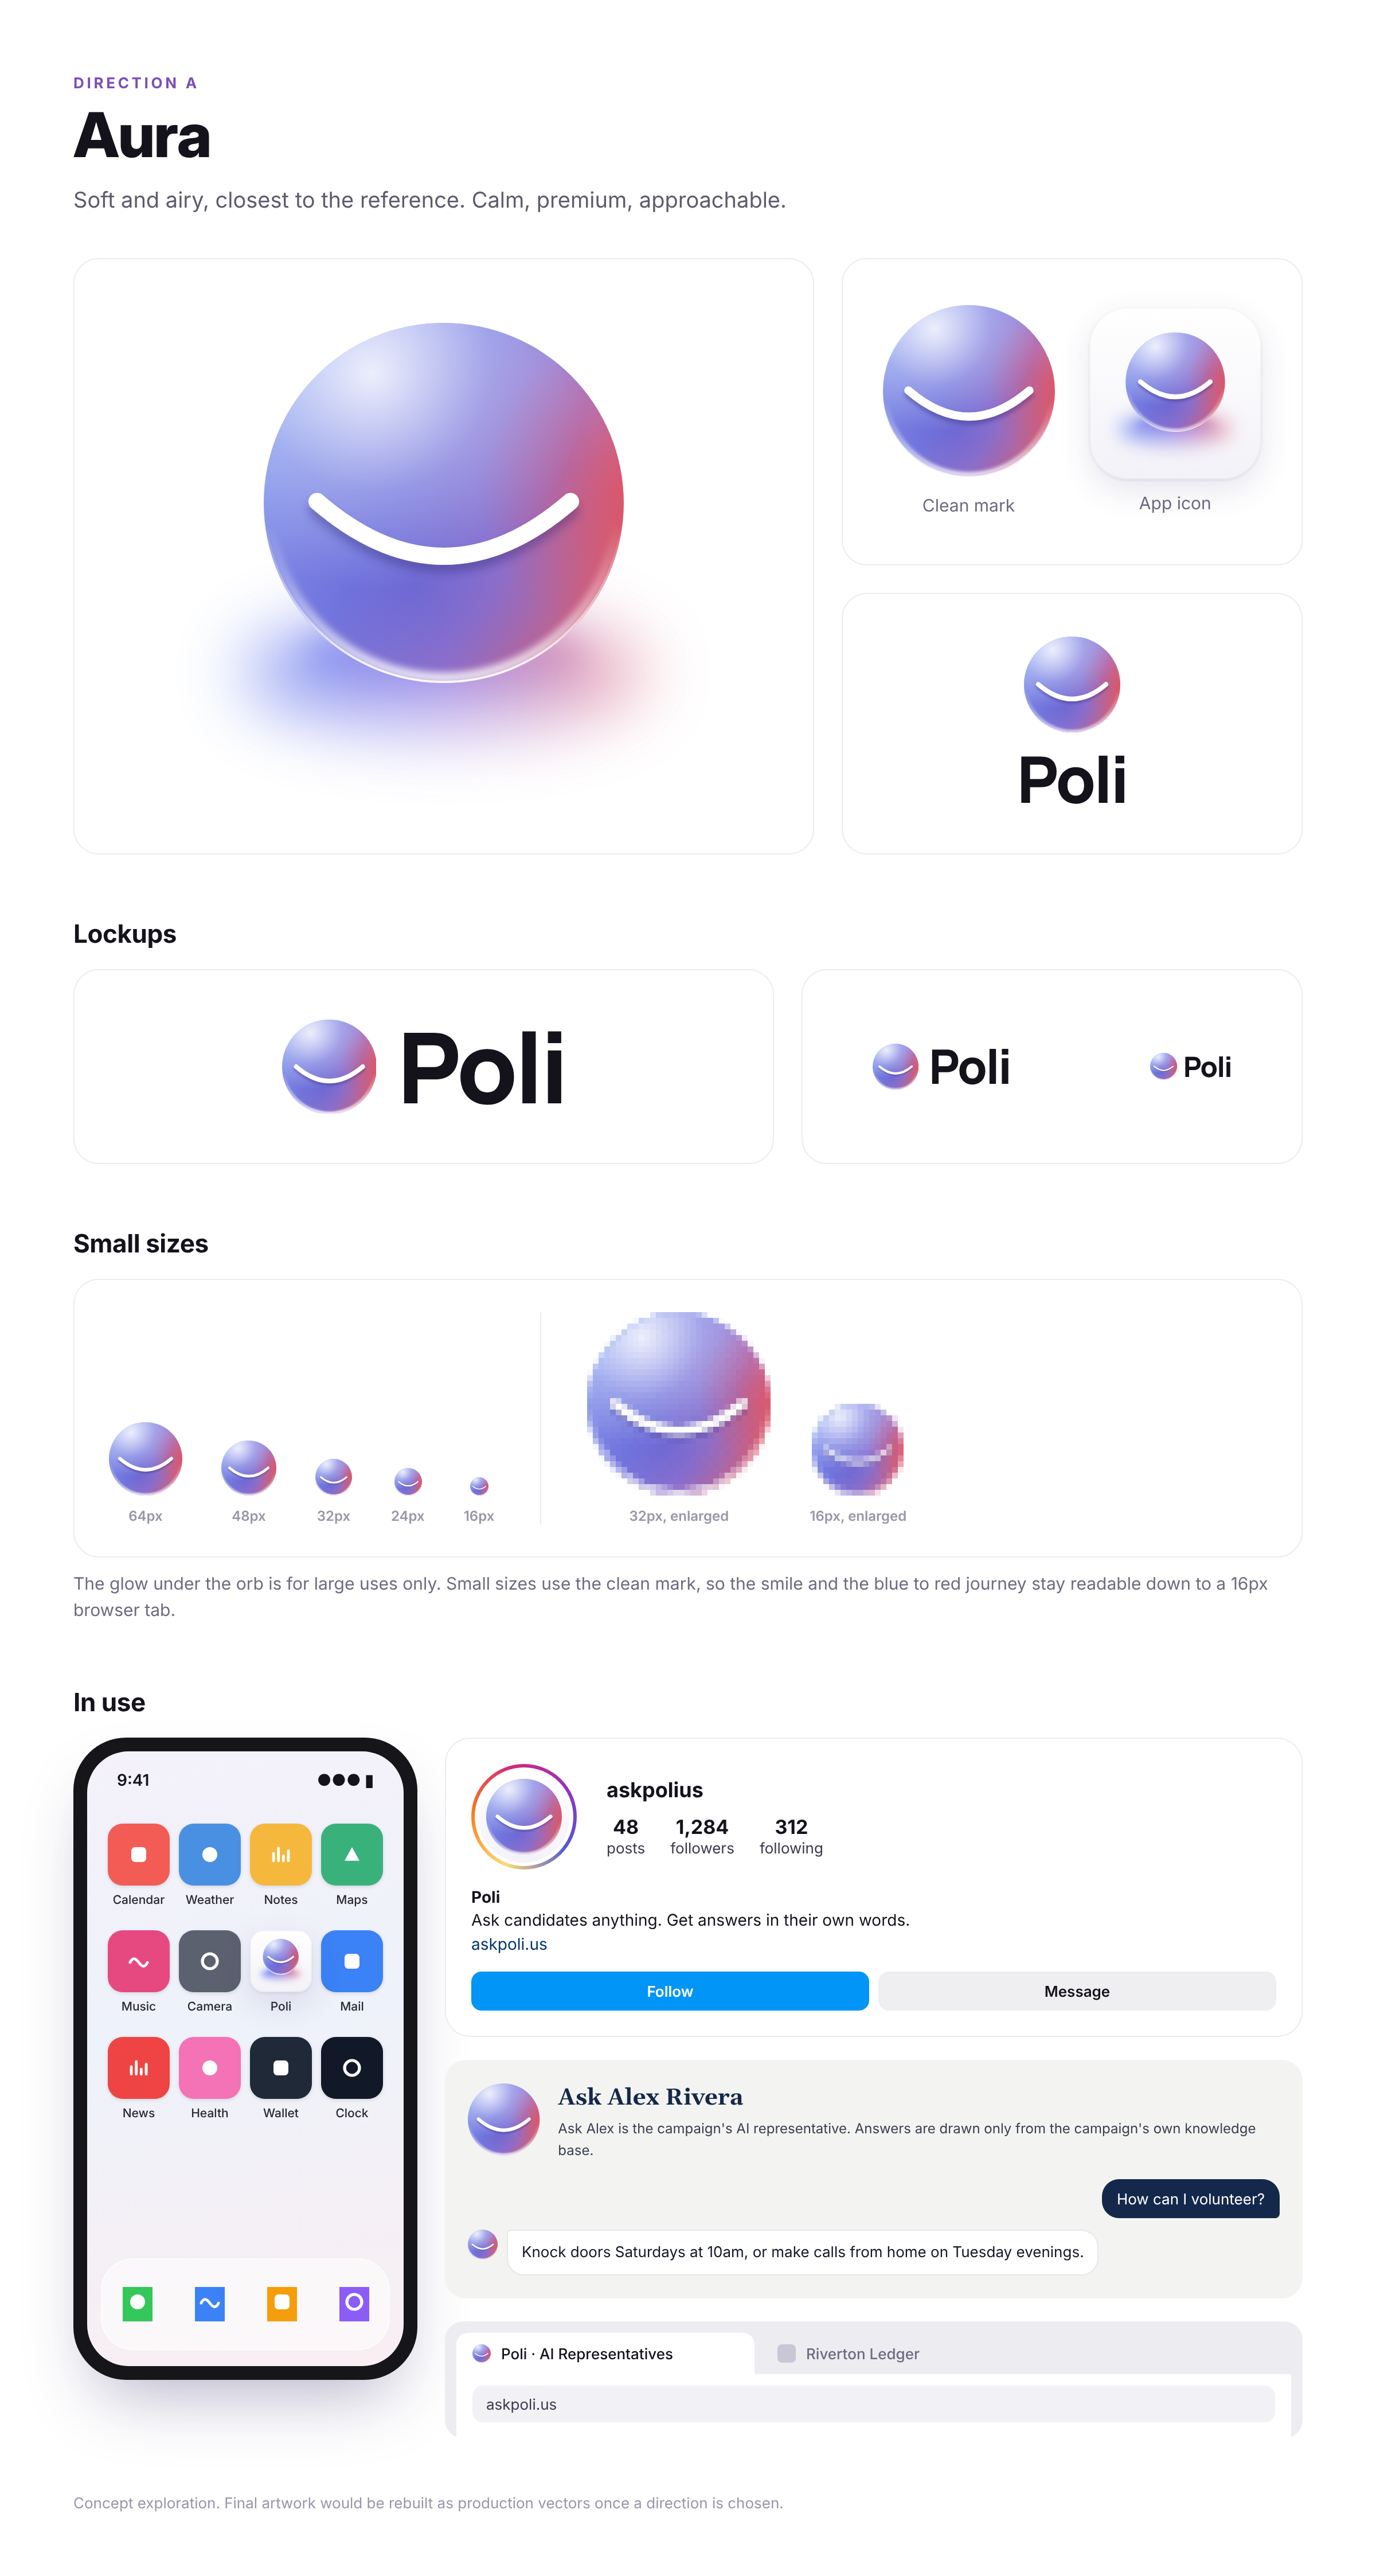 DIRECTION A
Aura
Soft and airy, closest to the reference. Calm, premium, approachable.
Clean mark
App icon
Poli
Lockups
Poli
Poli
Poli
Small sizes
64px
48px
32px
24px
16px
32px, enlarged
16px, enlarged
The glow under the orb is for large uses only. Small sizes use the clean mark, so the smile and the blue to red journey stay readable down to a 16px
browser tab.
In use
9:41
Calendar
Weather
Notes
Maps
Music
Camera
Poli
Mail
News
Health
Wallet
Clock
askpolius
48
1,284
312
posts
followers
following
Poli
Ask candidates anything. Get answers in their own words.
askpoli.us
Follow
Message
Ask Alex Rivera
Ask Alex is the campaign's AI representative. Answers are drawn only from the campaign's own knowledge
base.
How can I volunteer?
Knock doors Saturdays at 10am, or make calls from home on Tuesday evenings.
Poli · AI Representatives
Riverton Ledger
askpoli.us
Concept exploration. Final artwork would be rebuilt as production vectors once a direction is chosen.